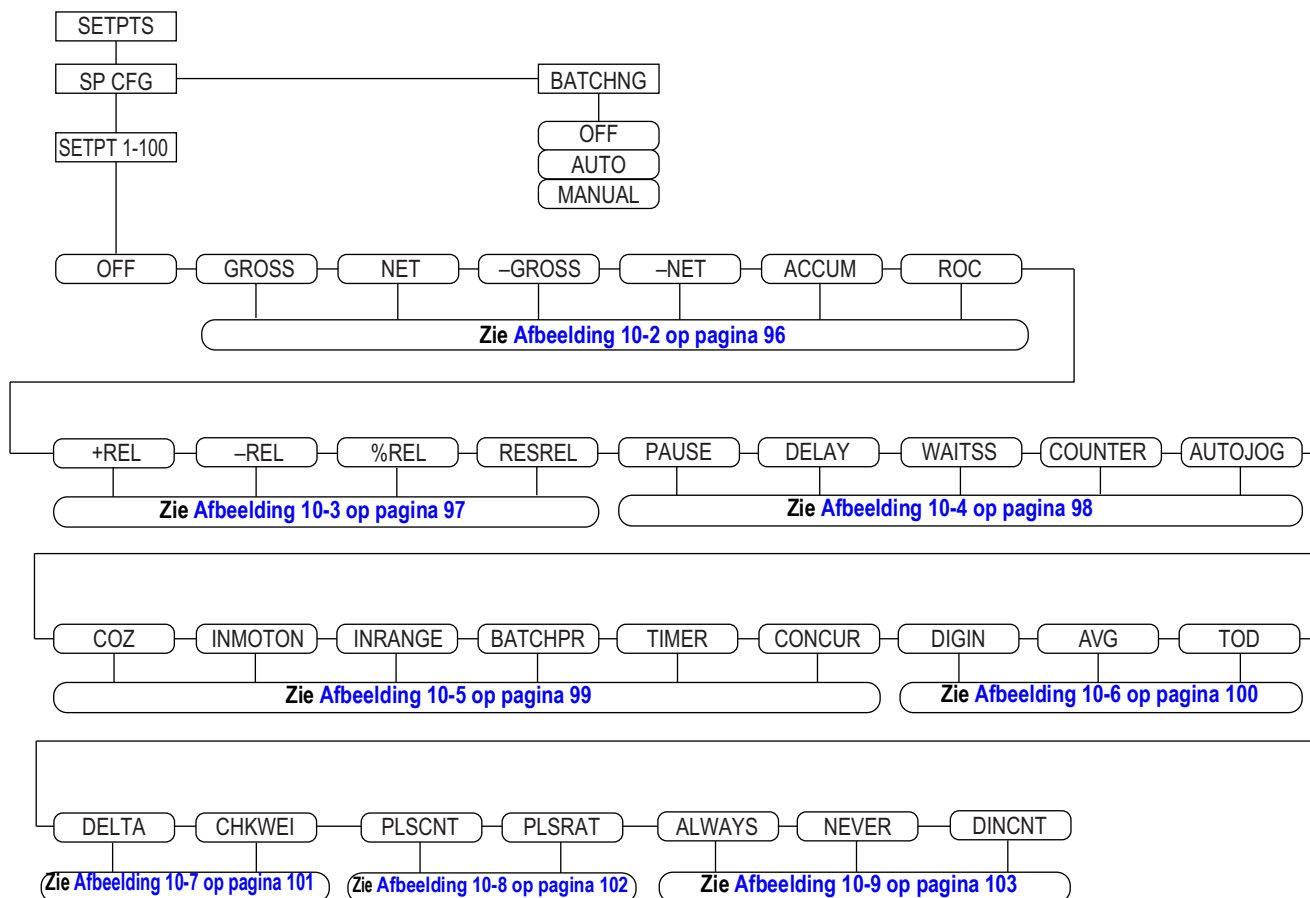 SETPTS
SP CFG
BATCHNG
OFF
AUTO
MANUAL
SETPT 1-100
OFF GROSS NET –GROSS –NET ACCUM ROC
Zie Afbeelding 10-2 op pagina 96
+REL –REL %REL RESREL PAUSE DELAY WAITSS COUNTER AUTOJOG
Zie Afbeelding 10-3 op pagina 97 Zie Afbeelding 10-4 op pagina 98
COZ INMOTON INRANGE BATCHPR TIMER CONCUR DIGIN AVG TOD
Zie Afbeelding 10-5 op pagina 99 Zie Afbeelding 10-6 op pagina 100
DELTA CHKWEI PLSCNT PLSRAT ALWAYS NEVER DINCNT
Zie Afbeelding 10-7 op pagina 101 Zie Afbeelding 10-8 op pagina 102 Zie Afbeelding 10-9 op pagina 103